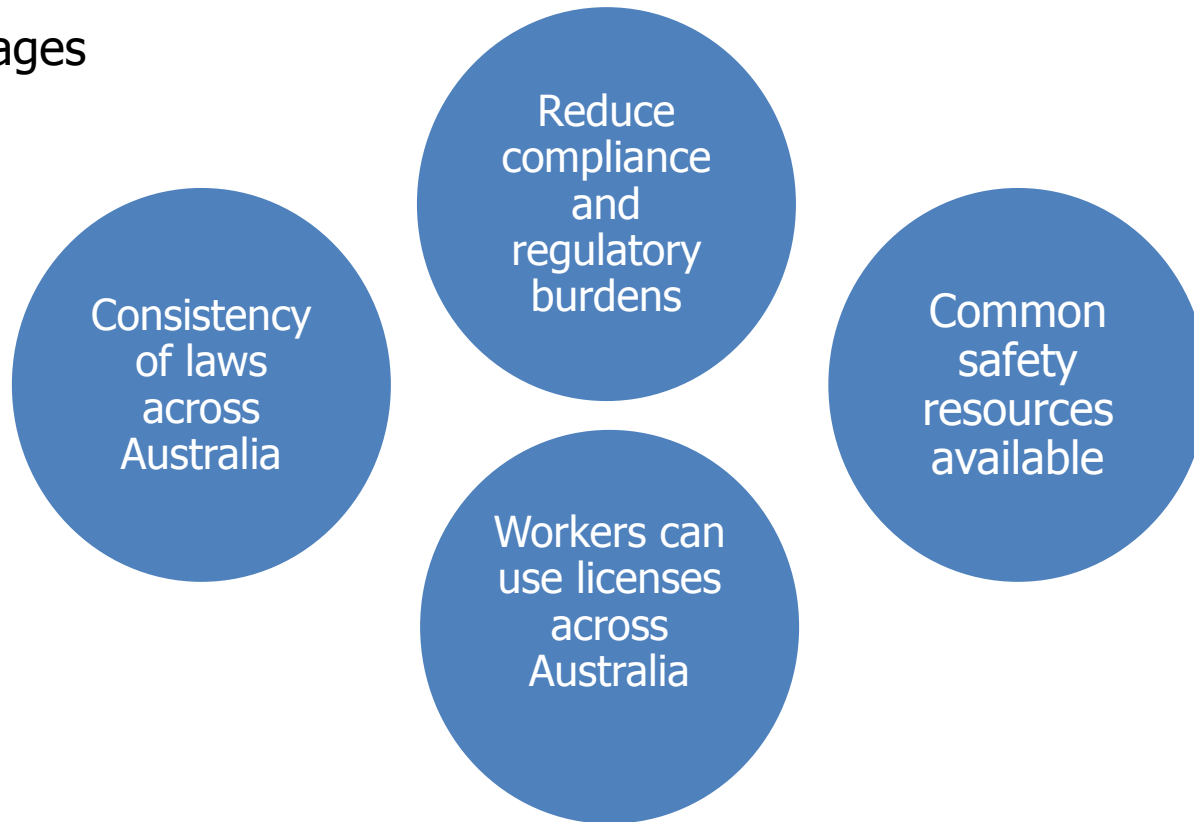 ages
Reduce
compliance
and
regulatory
burdens
Consistency
of laws
across
Australia
Common
safety
resources
available
Workers can
use licenses
across
Australia